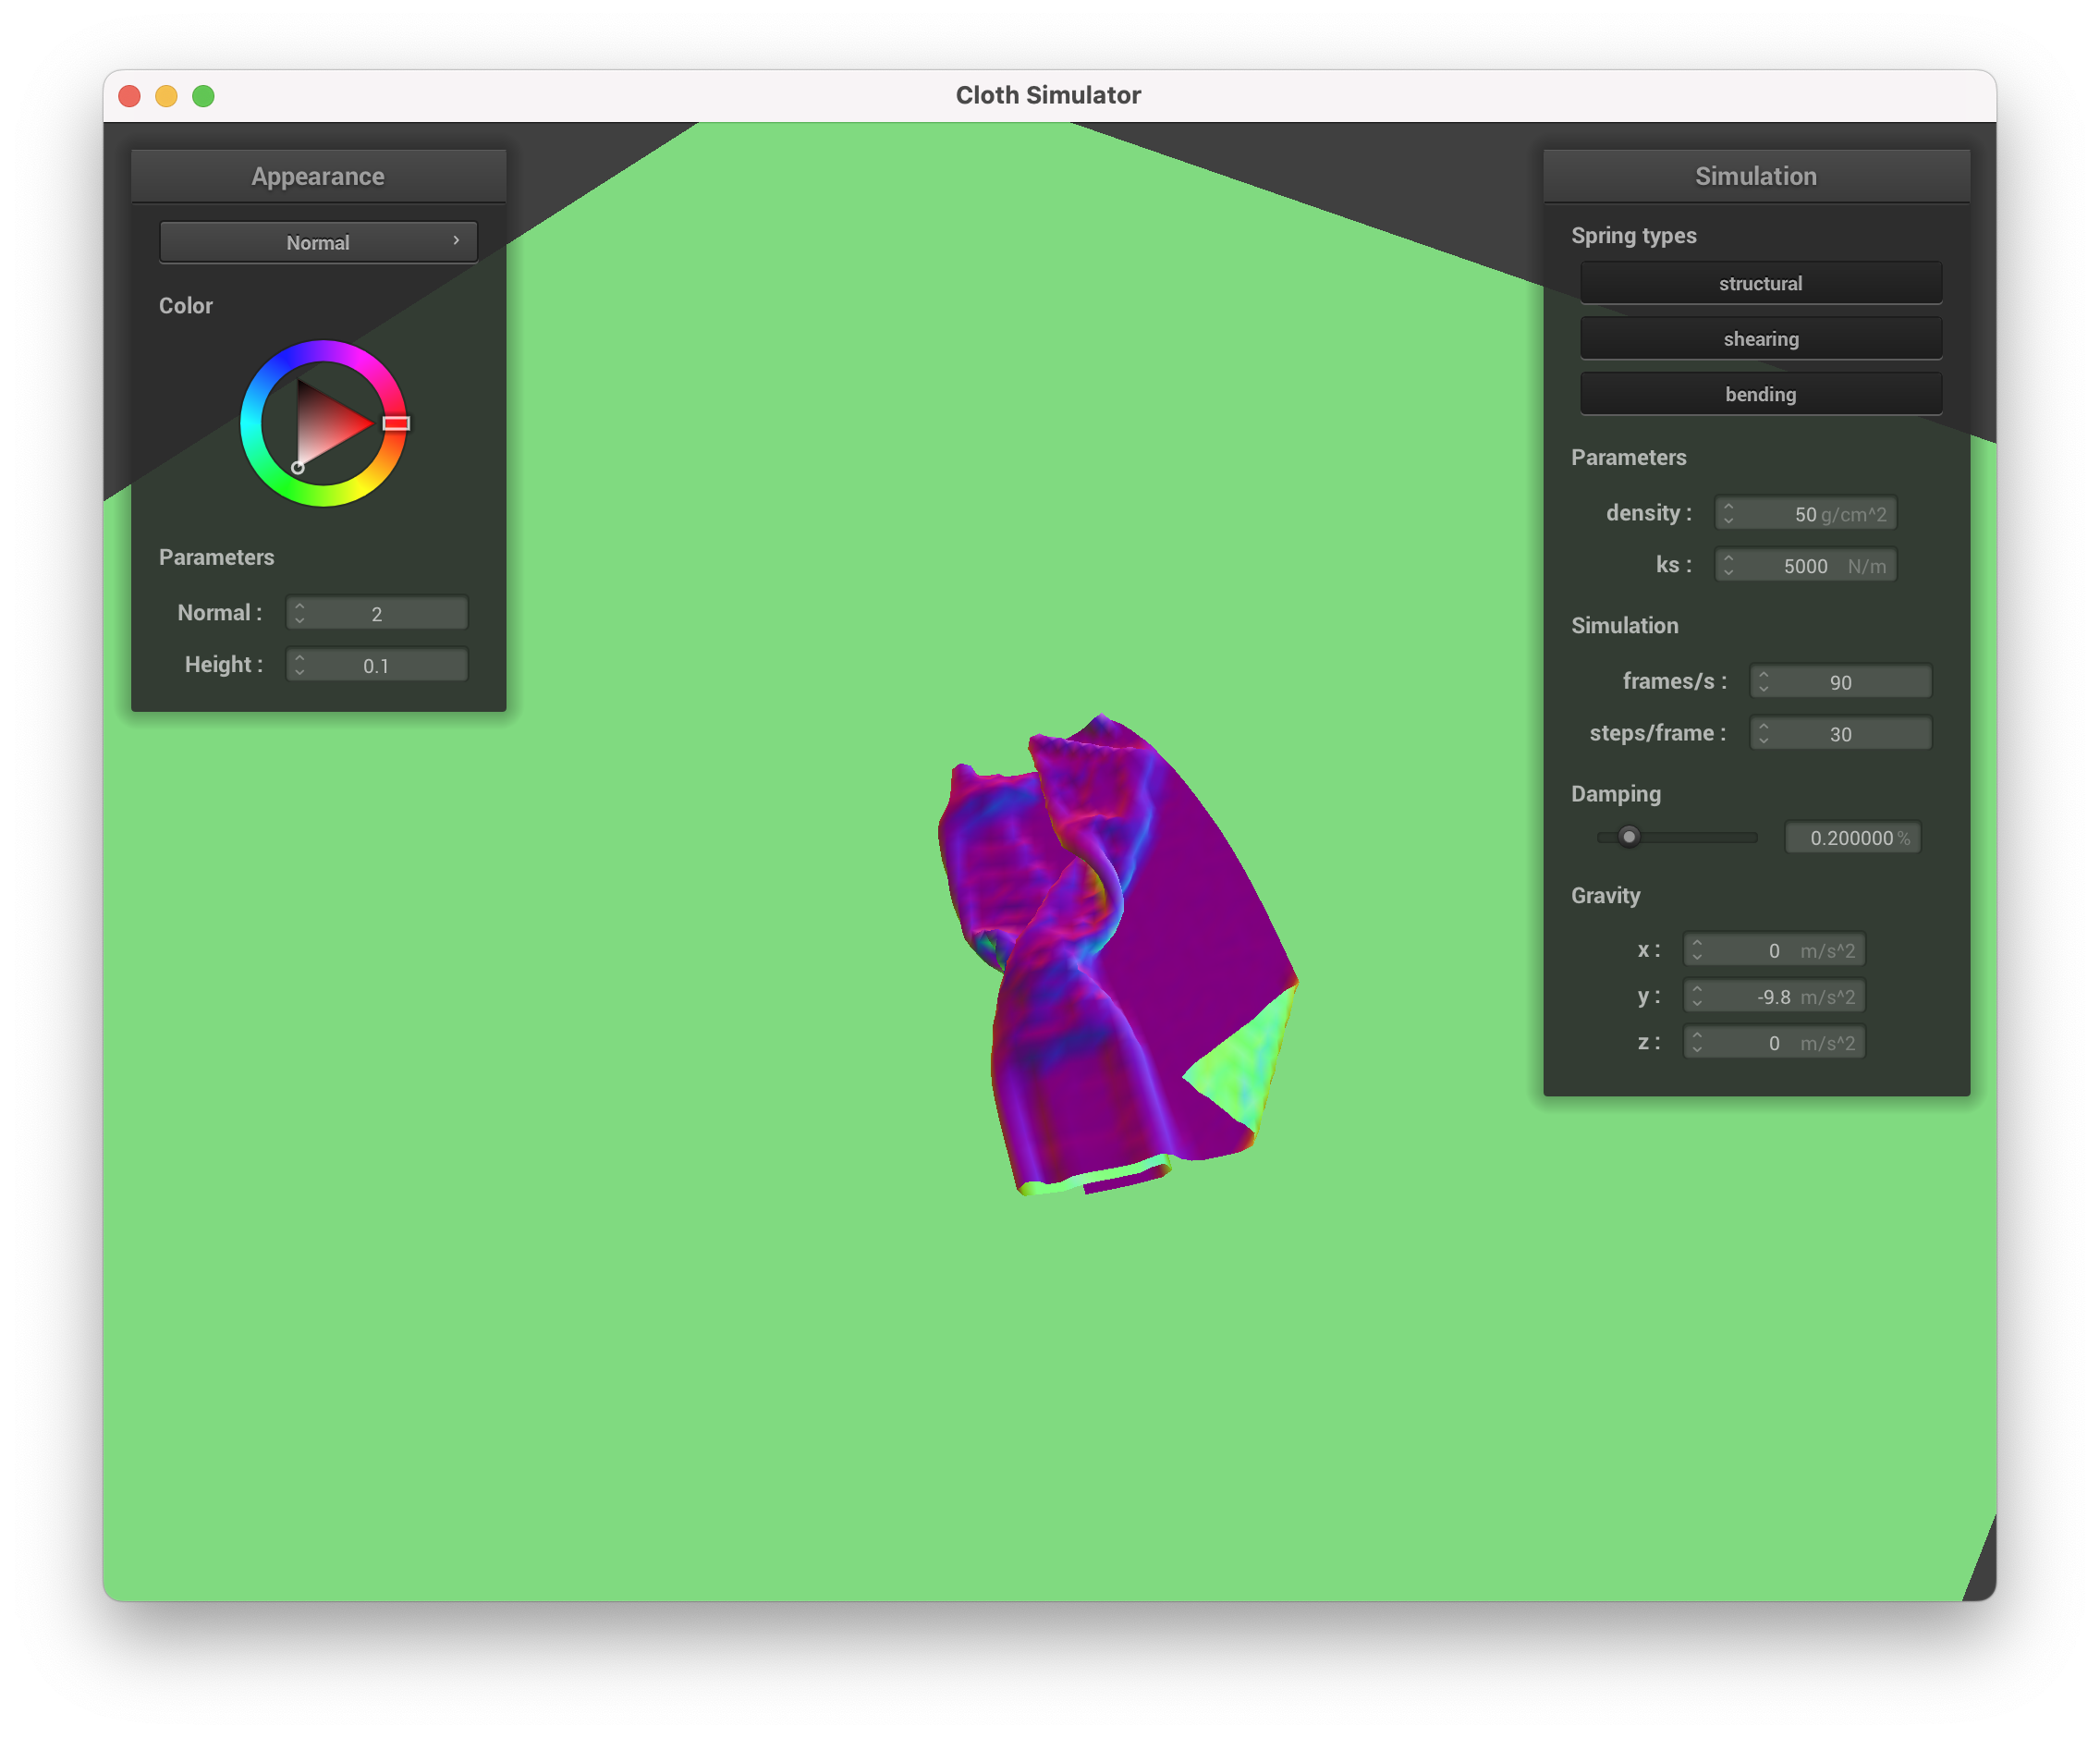 Cloth Simulator
Appearance
Normal
Color
Parameters
Normal : 2
Height : 0.1
Simulation
Spring types
structural
shearing
bending
Parameters
density : 50 g/cm^2
ks : 5000 N/m
Simulation
frames/s : 90
steps/frame : 30
Damping
0.200000 %
Gravity
x : 0 m/s^2
y : -9.8 m/s^2
z : 0 m/s^2